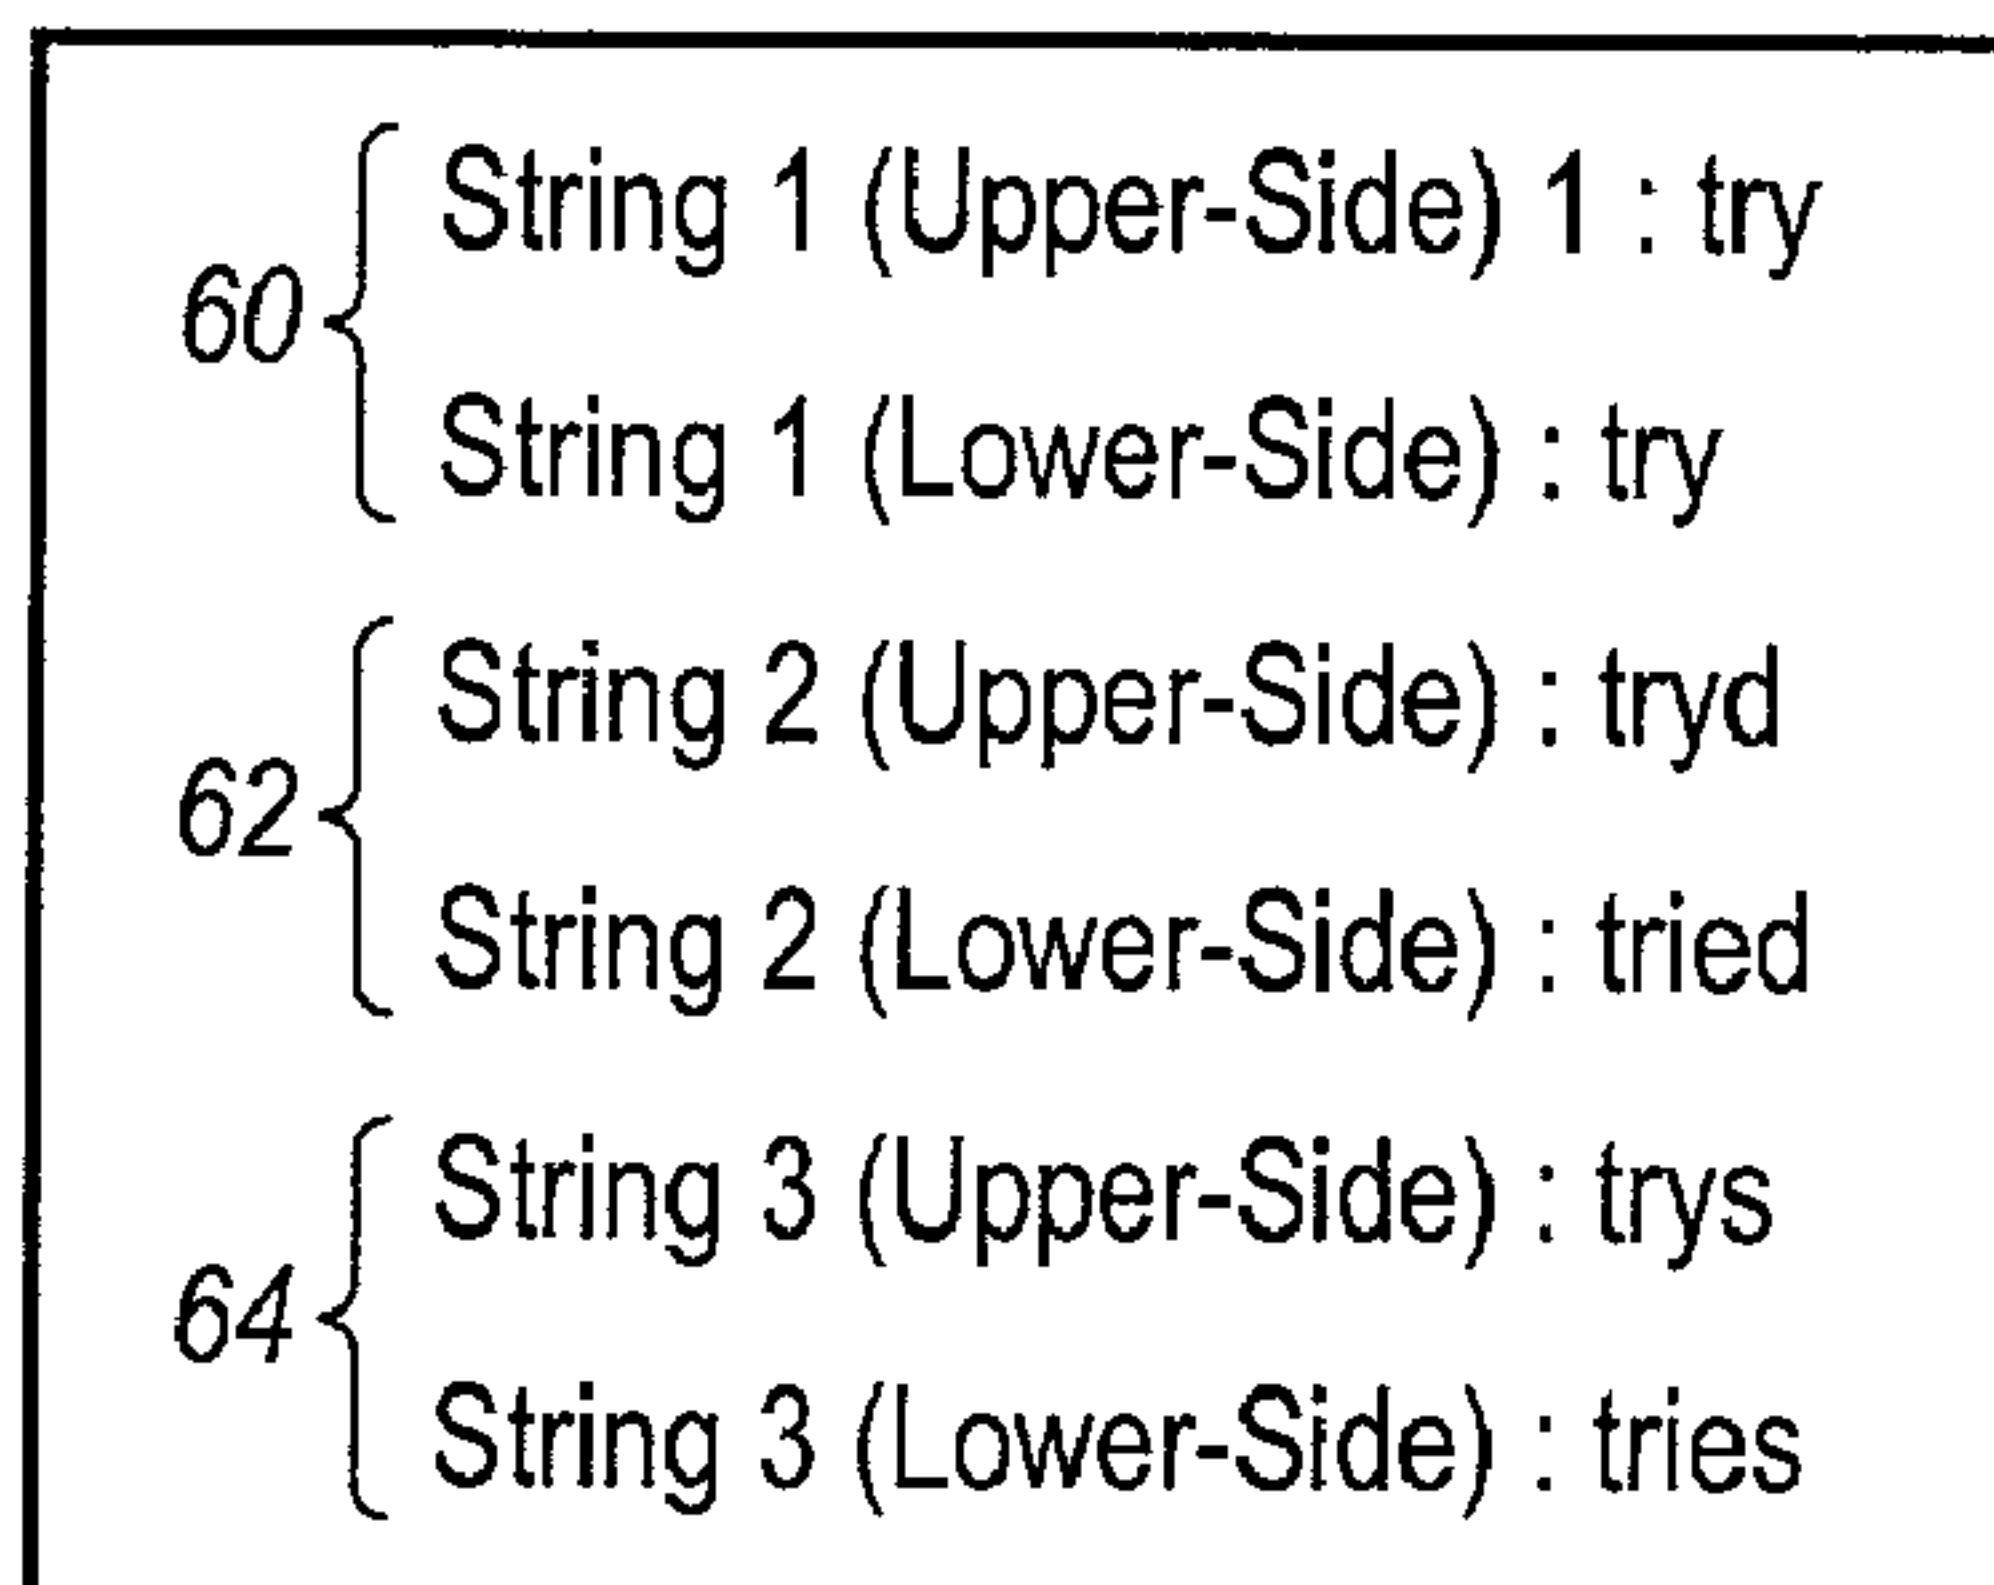 String 1 (Upper-Side) 1 : try
60
String 1 (Lower-Side) : try
String 2 (Upper-Side) : tryd
62
String 2 (Lower-Side) : tried
String 3 (Upper-Side) : trys
64
String 3 (Lower-Side) : tries